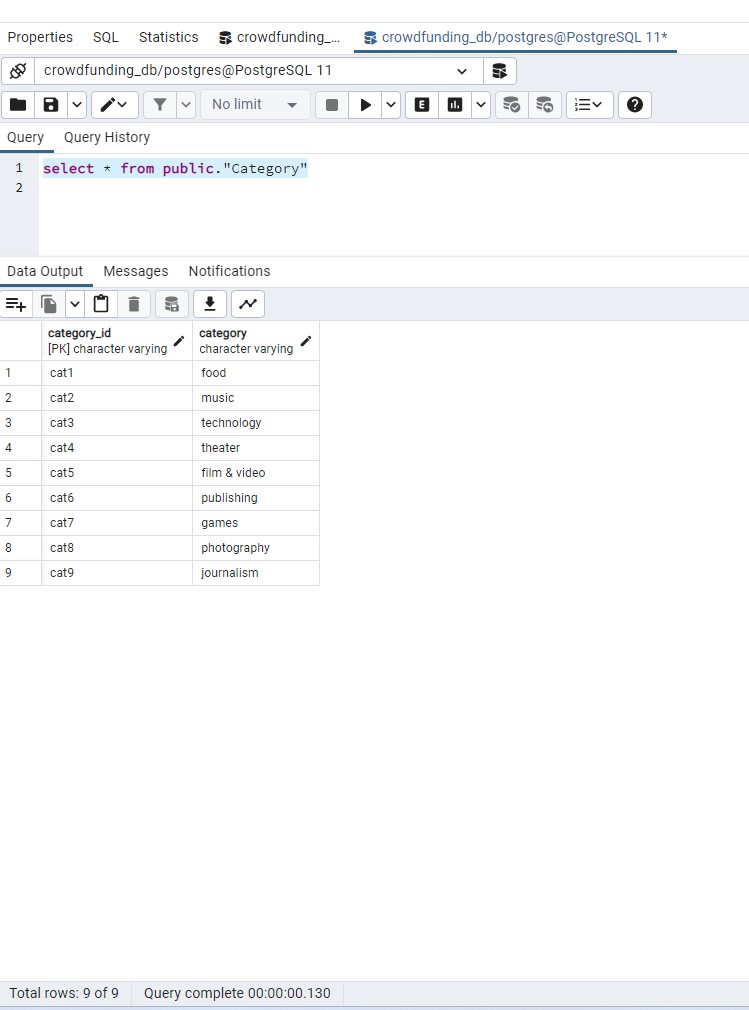 Properties SQL Statistics crowdfunding_... crowdfunding_db/postgres@PostgreSQL 11*
crowdfunding_db/postgres@PostgreSQL 11
No limit E
Query Query History
1 select * from public."Category"
2
Data Output Messages Notifications
category_id category
[PK] character varying character varying
1 cat1 food
2 cat2 music
3 cat3 technology
4 cat4 theater
5 cat5 film & video
6 cat6 publishing
7 cat7 games
8 cat8 photography
9 cat9 journalism
Total rows: 9 of 9 Query complete 00:00:00.130